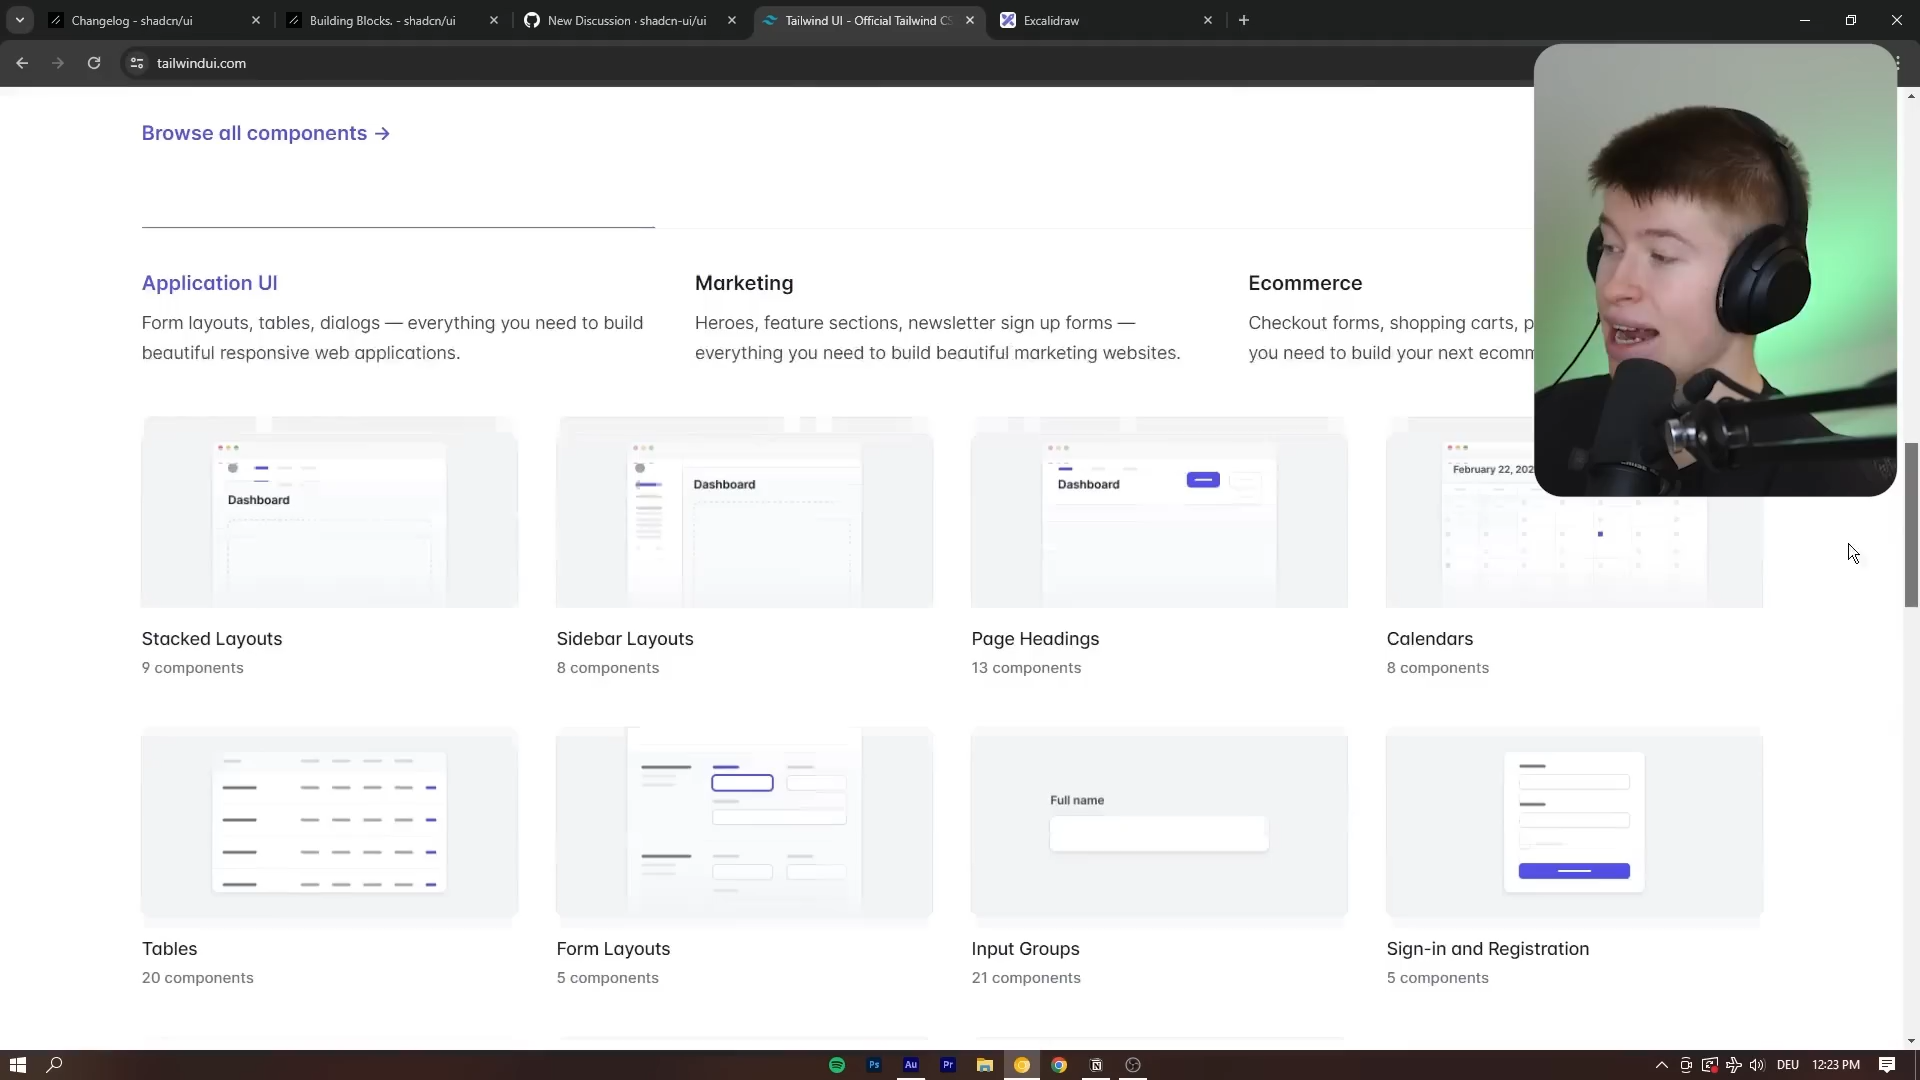 Changelog - shadcn/ui
Building Blocks. - shadcn/ui
New Discussion · shadcn-ui/ui
Tailwind UI - Official Tailwind CS
Excalidraw
tailwindui.com
Browse all components →
Application UI
Form layouts, tables, dialogs — everything you need to build
beautiful responsive web applications.
Marketing
Heroes, feature sections, newsletter sign up forms —
everything you need to build beautiful marketing websites.
Ecommerce
Checkout forms, shopping carts, p
you need to build your next ecomm
Dashboard
Dashboard
Dashboard
February 22, 202
Stacked Layouts
9 components
Sidebar Layouts
8 components
Page Headings
13 components
Calendars
8 components
Full name
Tables
20 components
Form Layouts
5 components
Input Groups
21 components
Sign-in and Registration
5 components
Ps
Au
Pr
DEU
12:23 PM